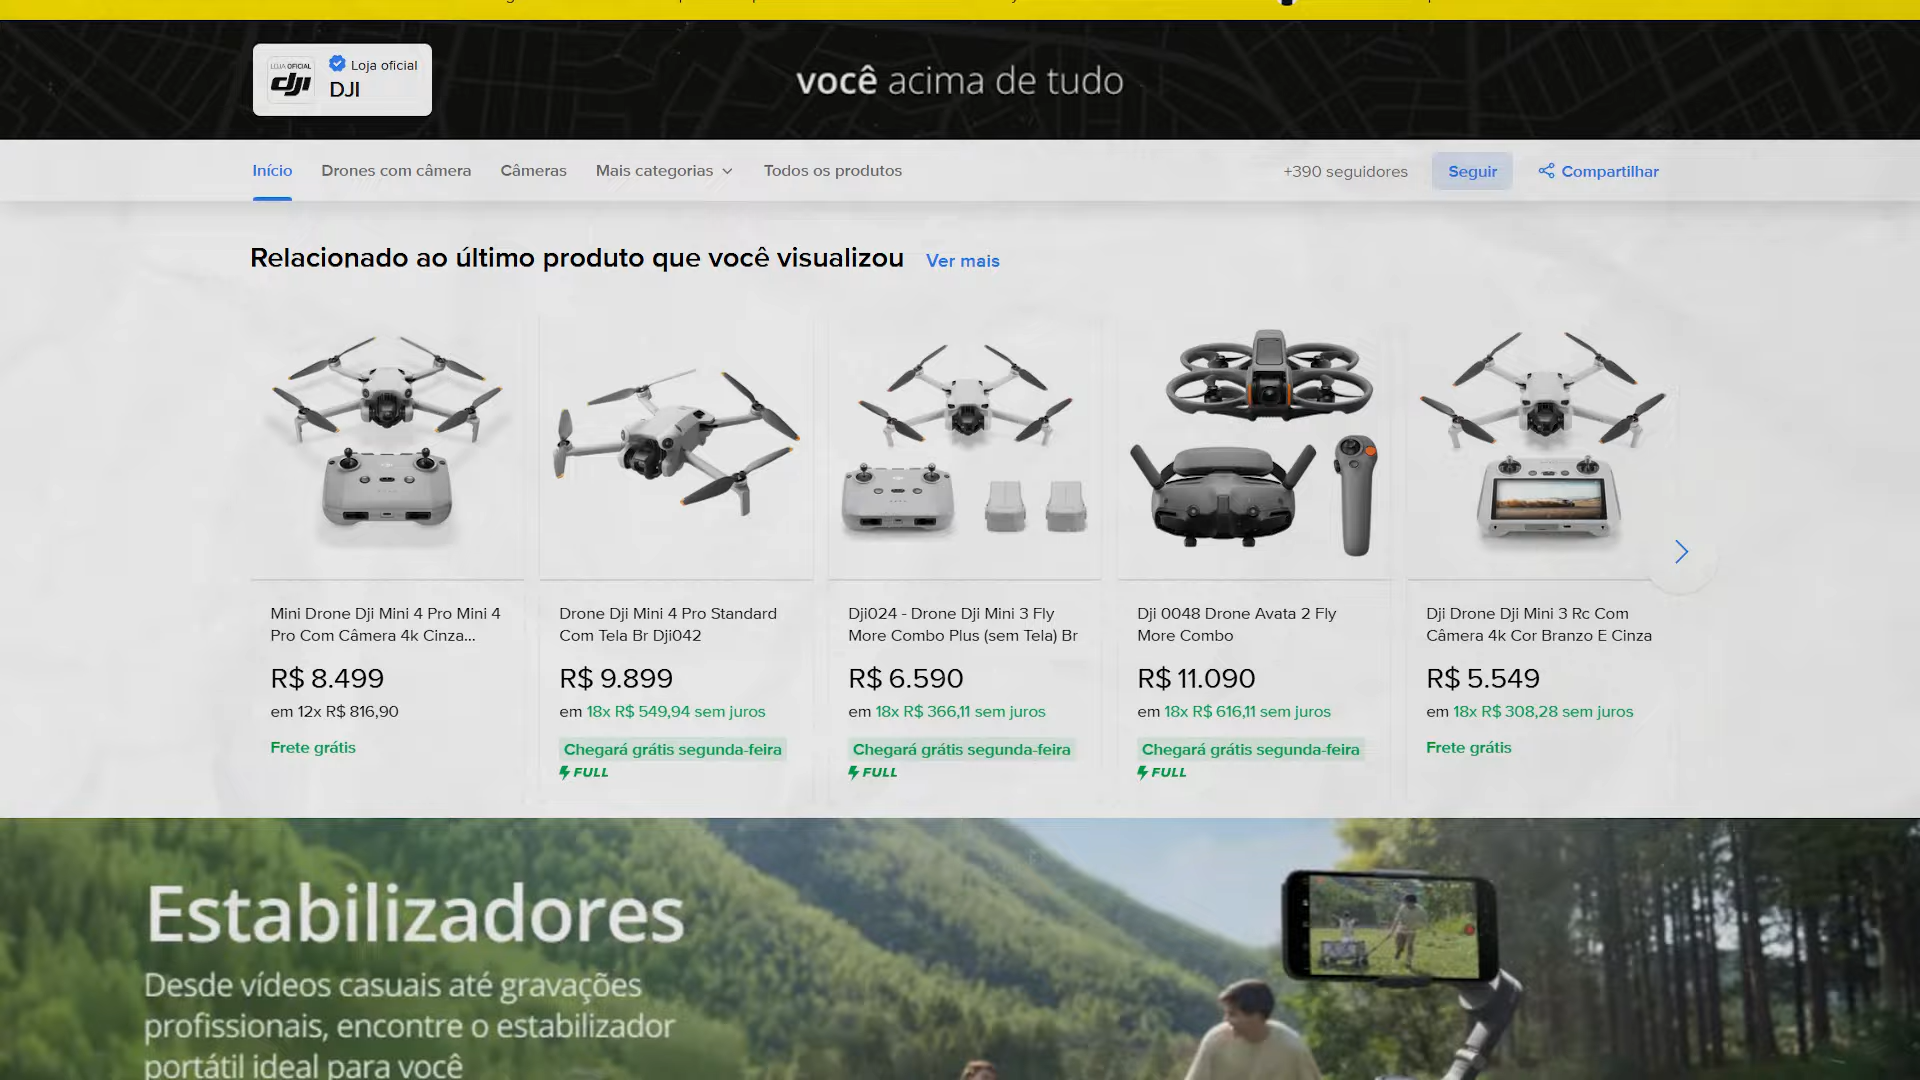 LOJA OFICIAL
dji
Loja oficial
DJI
você acima de tudo
Início
Drones com câmera
Câmeras
Mais categorias
Todos os produtos
+390 seguidores
Seguir
Compartilhar
Relacionado ao último produto que você visualizou
Ver mais
Mini Drone Dji Mini 4 Pro Mini 4
Pro Com Câmera 4k Cinza...
R$ 8.499
em 12x R$ 816,90
Frete grátis
Drone Dji Mini 4 Pro Standard
Com Tela Br Dji042
R$ 9.899
em 18x R$ 549,94 sem juros
Chegará grátis segunda-feira
FULL
Dji024 - Drone Dji Mini 3 Fly
More Combo Plus (sem Tela) Br
R$ 6.590
em 18x R$ 366,11 sem juros
Chegará grátis segunda-feira
FULL
Dji 0048 Drone Avata 2 Fly
More Combo
R$ 11.090
em 18x R$ 616,11 sem juros
Chegará grátis segunda-feira
FULL
Dji Drone Dji Mini 3 Rc Com
Câmera 4k Cor Branzo E Cinza
R$ 5.549
em 18x R$ 308,28 sem juros
Frete grátis
Estabilizadores
Desde vídeos casuais até gravações
profissionais, encontre o estabilizador
portátil ideal para você